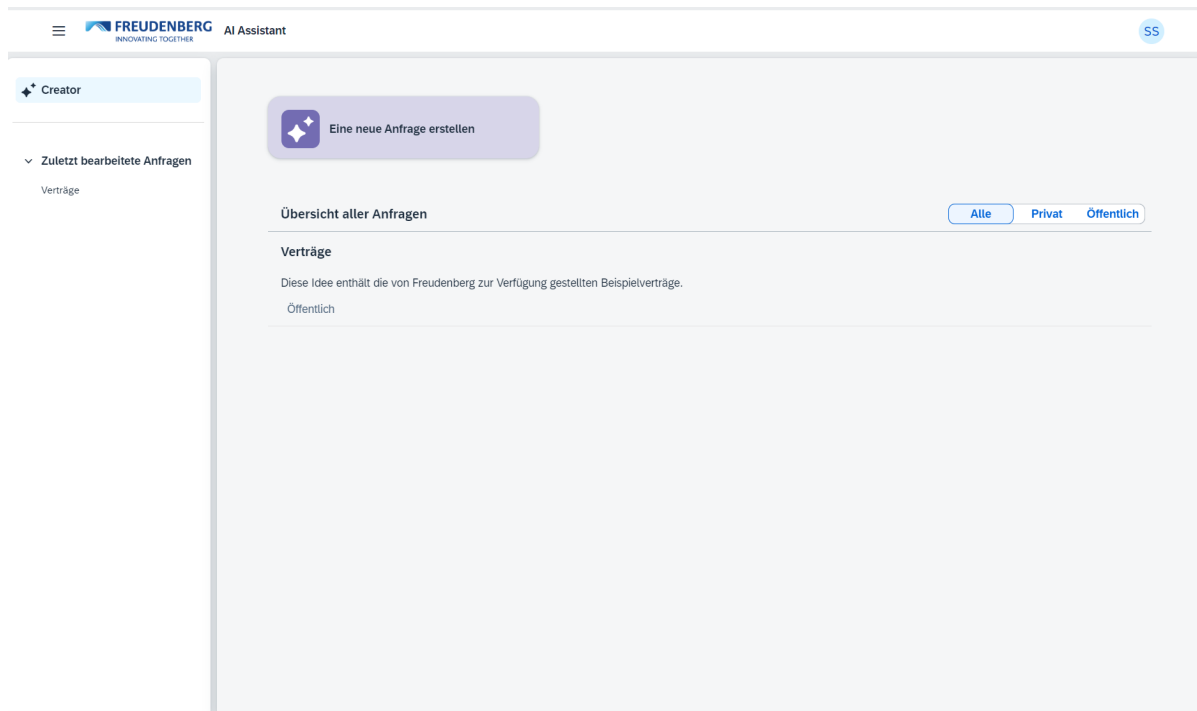 FREUDENBERG
INNOVATING TOGETHER
AI Assistant
SS
Creator
Zuletzt bearbeitete Anfragen
Verträge
Eine neue Anfrage erstellen
Übersicht aller Anfragen
Alle Privat Öffentlich
Verträge
Diese Idee enthält die von Freudenberg zur Verfügung gestellten Beispielverträge.
Öffentlich